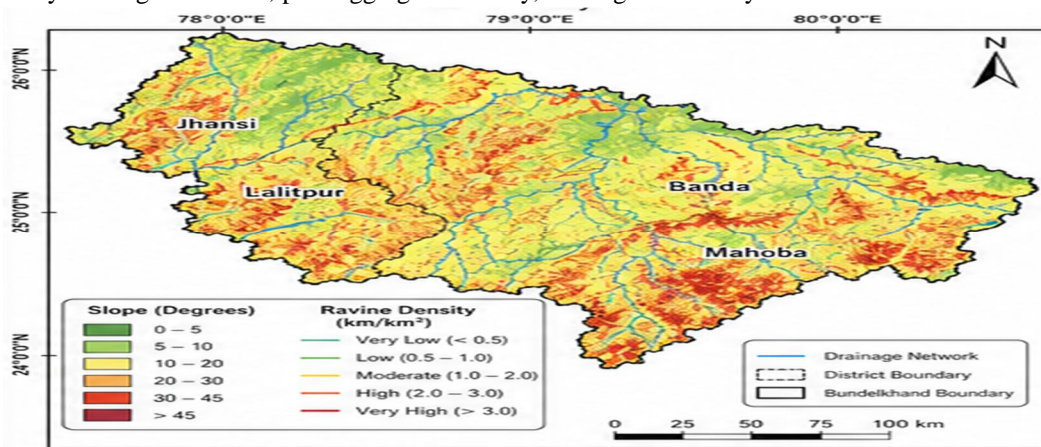 78°0'0"E 79°0'0"E 80°0'0"E
26°0'0"N
25°0'0"N
24°0'0"N
N
Jhansi
Lalitpur
Banda
Mahoba
Slope (Degrees)
0 – 5
5 – 10
10 – 20
20 – 30
30 – 45
> 45
Ravine Density
(km/km²)
Very Low (< 0.5)
Low (0.5 – 1.0)
Moderate (1.0 – 2.0)
High (2.0 – 3.0)
Very High (> 3.0)
Drainage Network
District Boundary
Bundelkhand Boundary
0 25 50 75 100 km